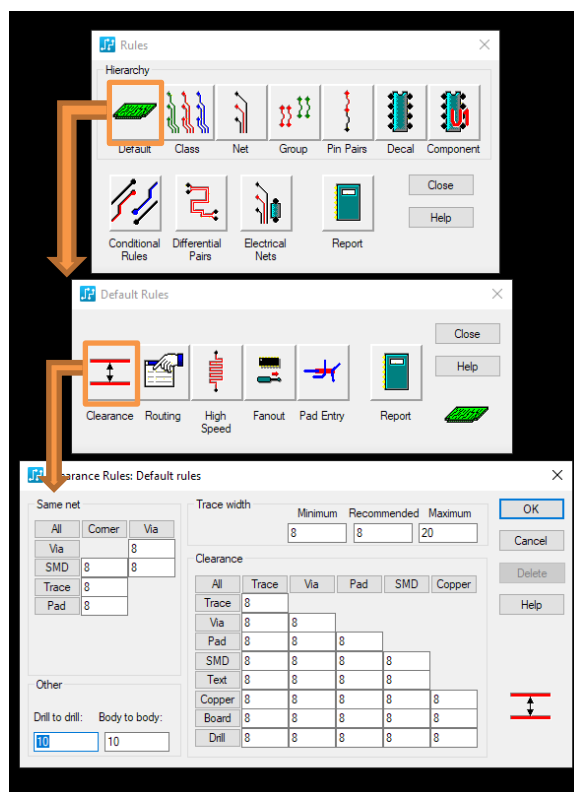 Rules
Hierarchy
Default Class Net Group Pin Pairs Decal Component
Close
Help
Conditional Rules Differential Pairs Electrical Nets Report
Default Rules
Close
Help
Clearance Routing High Speed Fanout Pad Entry Report
arance Rules: Default rules
Same net
All Corner Via
Via 8
SMD 8 8
Trace 8
Pad 8
Other
Drill to drill: Body to body:
10 10
Trace width
Minimum Recommended Maximum
8 8 20
Clearance
All Trace Via Pad SMD Copper
Trace 8
Via 8 8
Pad 8 8 8
SMD 8 8 8 8
Text 8 8 8 8
Copper 8 8 8 8 8
Board 8 8 8 8 8
Drill 8 8 8 8 8
OK
Cancel
Delete
Help